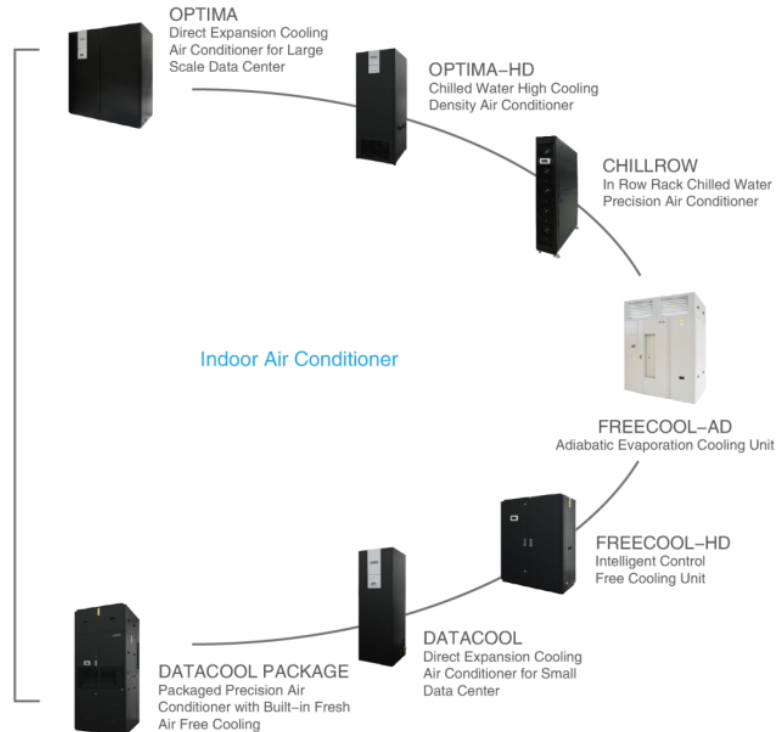 OPTIMA
Direct Expansion Cooling
Air Conditioner for Large
Scale Data Center
OPTIMA-HD
Chilled Water High Cooling
Density Air Conditioner
CHILLROW
In Row Rack Chilled Water
Precision Air Conditioner
Indoor Air Conditioner
FREECOOL-AD
Adiabatic Evaporation Cooling Unit
FREECOOL-HD
Intelligent Control
Free Cooling Unit
DATACOOL
Direct Expansion Cooling
Air Conditioner for Small
Data Center
DATACOOL PACKAGE
Packaged Precision Air
Conditioner with Built-in Fresh
Air Free Cooling